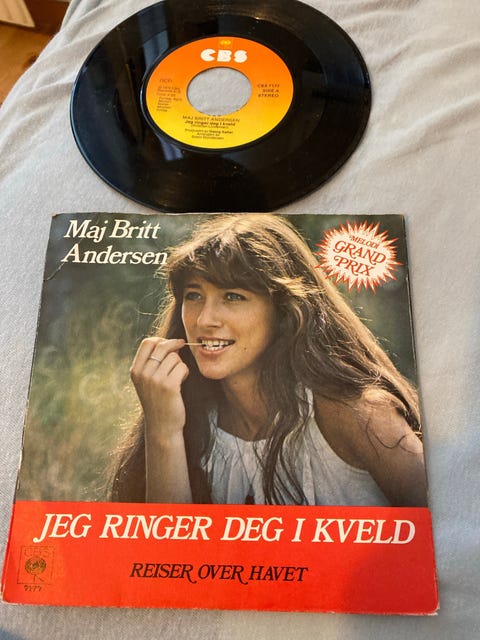 CBS
CBS 7177
SIDE A
STEREO
MAJ BRITT ANDERSEN
Jeg ringer deg i kveld
Maj Britt
Andersen
MELODI
GRAND
PRIX
JEG RINGER DEG I KVELD
REISER OVER HAVET
CBS
7177